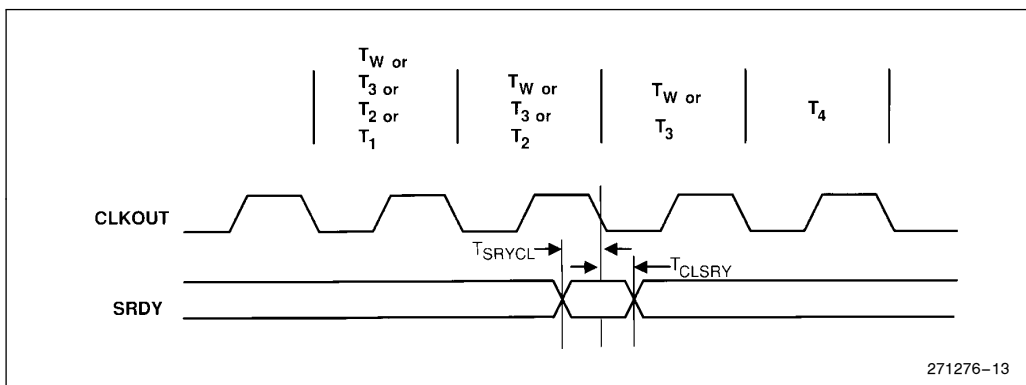 T_W or
T_3 or
T_2 or
T_1
T_W or
T_3 or
T_2
T_W or
T_3
T_4
CLKOUT
T_SRYCL
T_CLSRY
SRDY
271276–13